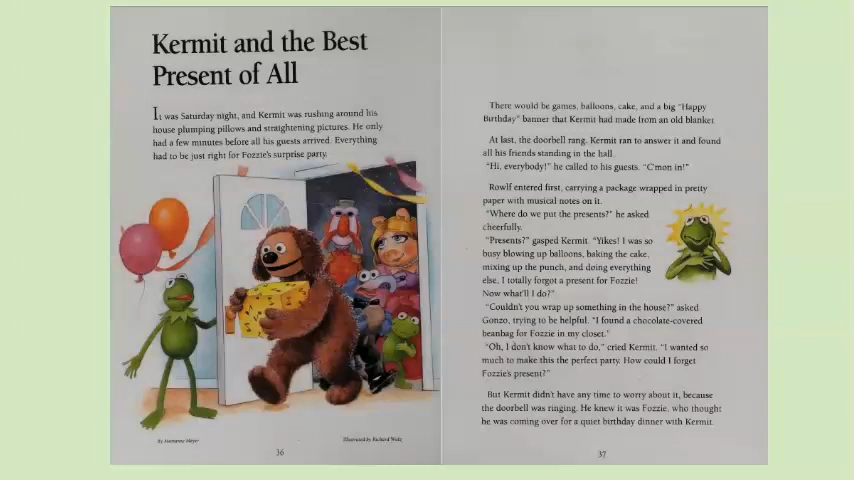 Kermit and the Best
Present of All
It was Saturday night, and Kermit was rushing around his
house plumping pillows and straightening pictures. He only
had a few minutes before all his guests arrived. Everything
had to be just right for Fozzie's surprise party.
By Marianne Meyer
Illustrated by Richard Walz
36
There would be games, balloons, cake, and a big "Happy
Birthday" banner that Kermit had made from an old blanket.
At last, the doorbell rang. Kermit ran to answer it and found
all his friends standing in the hall.
"Hi, everybody!" he called to his guests. "C'mon in!"
Rowlf entered first, carrying a package wrapped in pretty
paper with musical notes on it.
"Where do we put the presents?" he asked
cheerfully.
"Presents?" gasped Kermit. "Yikes! I was so
busy blowing up balloons, baking the cake,
mixing up the punch, and doing everything
else, I totally forgot a present for Fozzie!
Now what'll I do?"
"Couldn't you wrap up something in the house?" asked
Gonzo, trying to be helpful. "I found a chocolate-covered
beanbag for Fozzie in my closet."
"Oh, I don't know what to do," cried Kermit. "I wanted so
much to make this the perfect party. How could I forget
Fozzie's present?"
But Kermit didn't have any time to worry about it, because
the doorbell was ringing. He knew it was Fozzie, who thought
he was coming over for a quiet birthday dinner with Kermit.
37